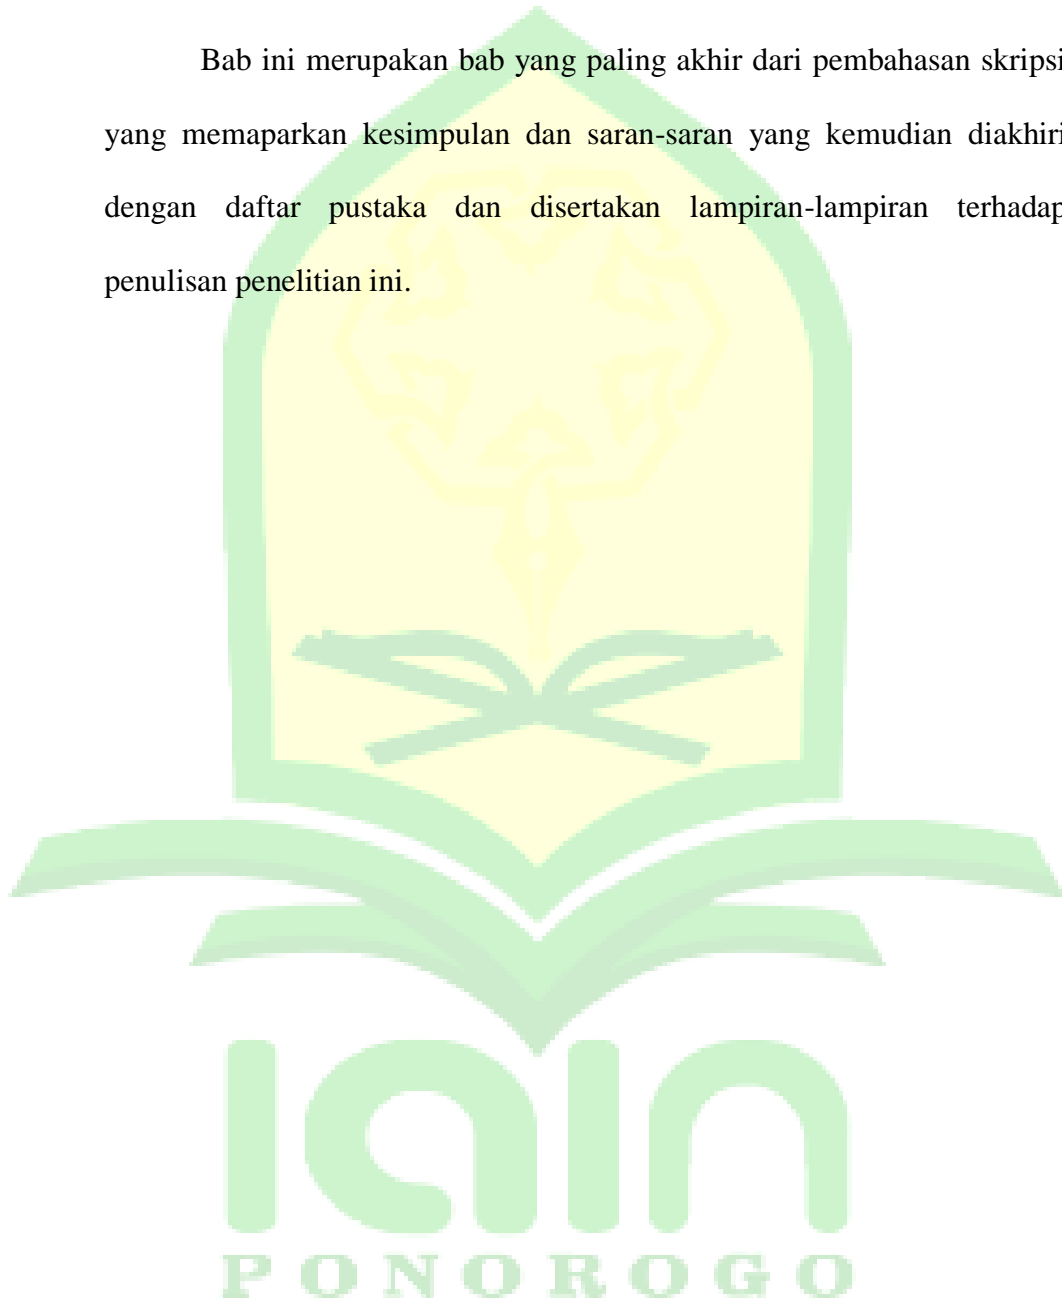 Bab ini merupakan bab yang paling akhir dari pembahasan skripsi
yang memaparkan kesimpulan dan saran-saran yang kemudian diakhiri
dengan daftar pustaka dan disertakan lampiran-lampiran terhadap
penulisan penelitian ini.
iain
PONOROGO